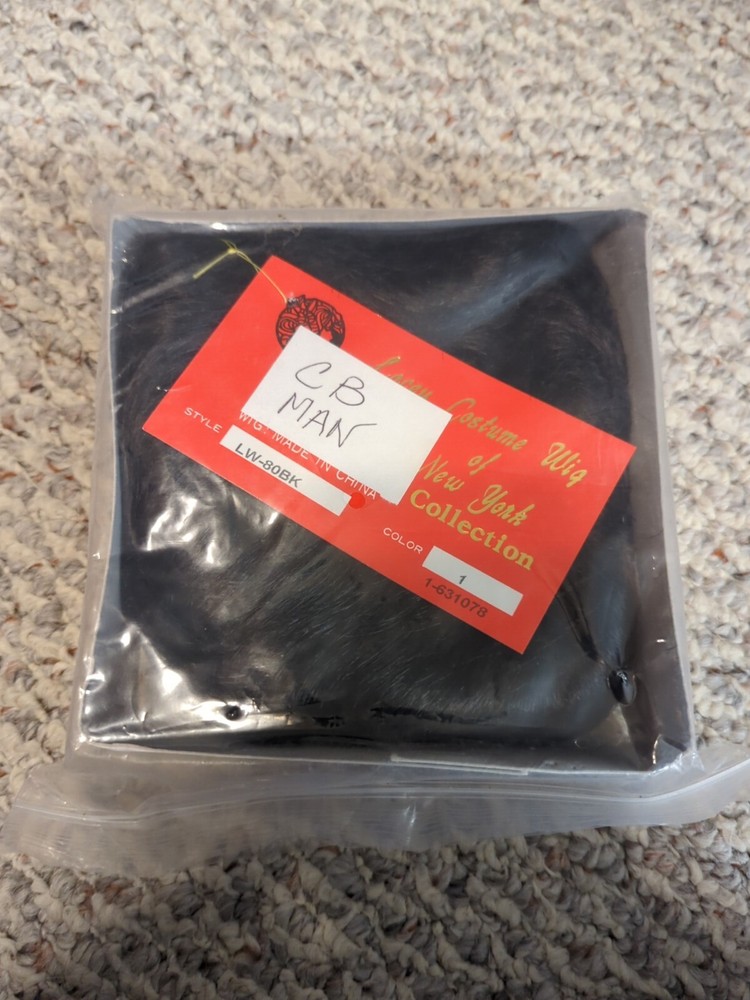 CB
MAN
Lacey Costume Wig
of
New York
Collection
WIG: MADE IN CHINA
STYLE
LW-80BK
COLOR
1
1-631078